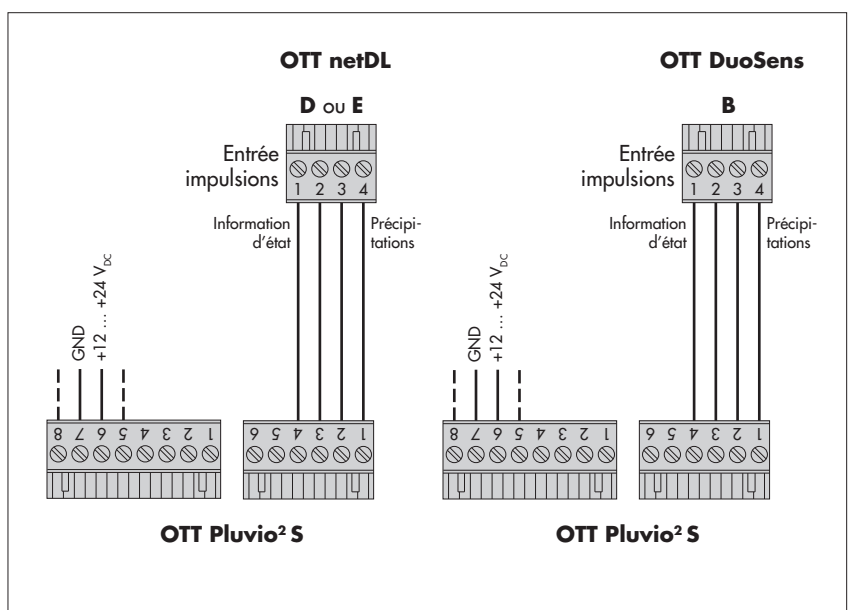 OTT netDL
D OU E
Entrée
impulsions
1 2 3 4
Information
d'état
Précipi-
tations
GND
+12 ... +24 VDC
8 7 6 5 4 3 2 1
6 5 4 3 2 1
OTT Pluvio² S
OTT DuoSens
B
Entrée
impulsions
1 2 3 4
Information
d'état
Précipi-
tations
GND
+12 ... +24 VDC
8 7 6 5 4 3 2 1
6 5 4 3 2 1
OTT Pluvio² S